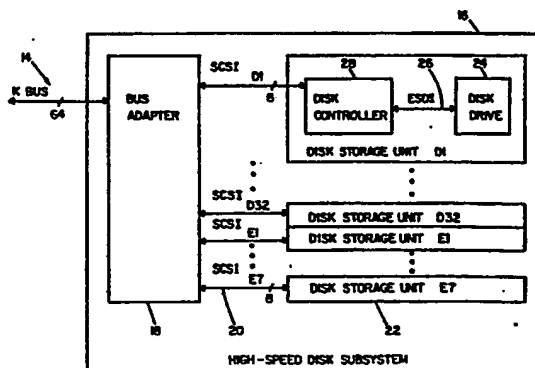 16
14
K BUS
64
BUS
ADAPTER
SCSI
D1
8
28
26
24
DISK
CONTROLLER
ESDI
DISK
DRIVE
DISK STORAGE UNIT D1
SCSI
D32
DISK STORAGE UNIT D32
SCSI
E1
DISK STORAGE UNIT E1
SCSI
E7
8
DISK STORAGE UNIT E7
18
20
22
HIGH-SPEED DISK SUBSYSTEM